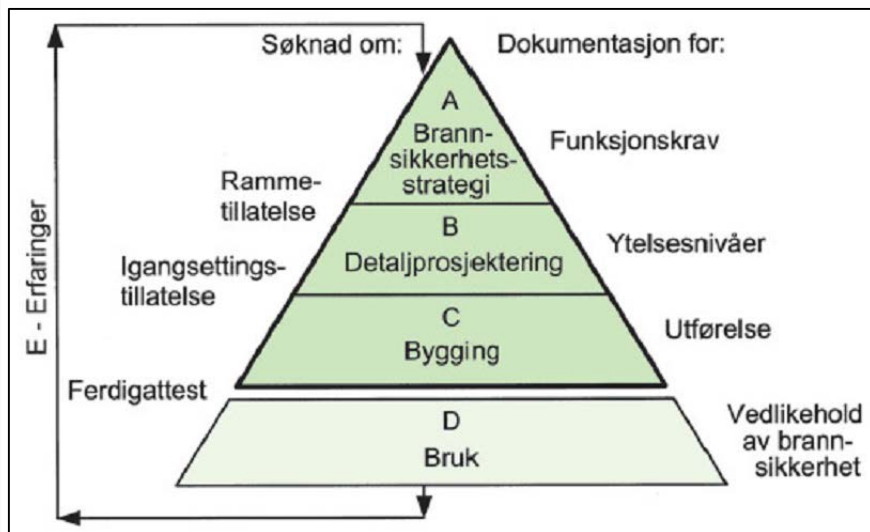 Søknad om:
Dokumentasjon for:
A
Brann-
sikkerhets-
strategi
Funksjonskrav
Ramme-
tillatelse
B
Detaljprosjektering
Ytelsesnivåer
Igangsettings-
tillatelse
C
Bygging
Utførelse
Ferdigattest
D
Bruk
Vedlikehold
av brann-
sikkerhet
E - Erfaringer